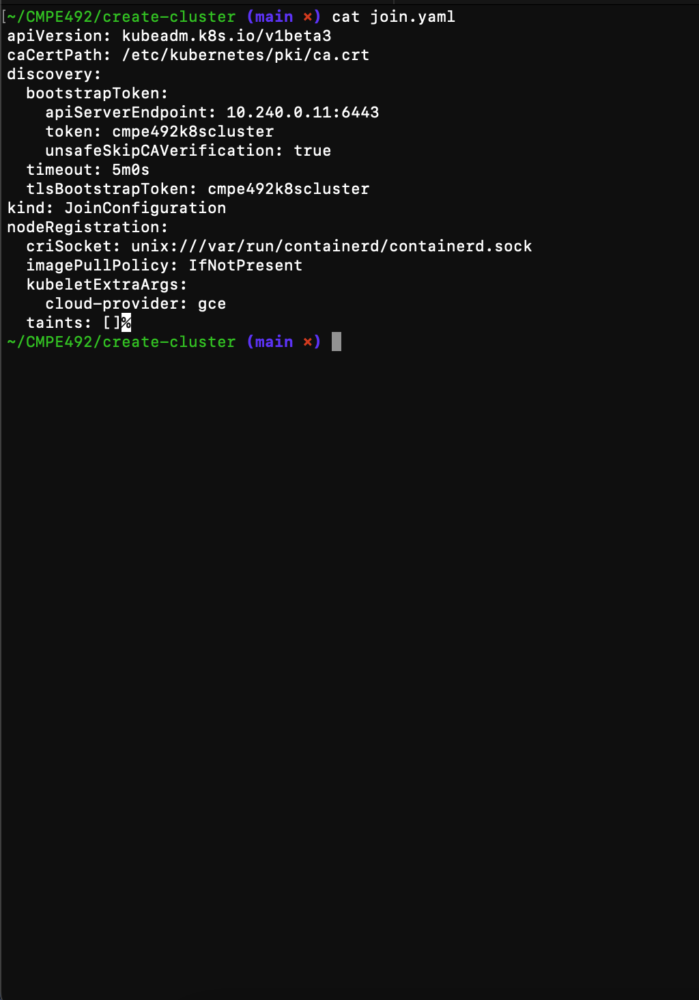 [~/CMPE492/create-cluster (main ×) cat join.yaml
apiVersion: kubeadm.k8s.io/v1beta3
caCertPath: /etc/kubernetes/pki/ca.crt
discovery:
  bootstrapToken:
    apiServerEndpoint: 10.240.0.11:6443
    token: cmpe492k8scluster
    unsafeSkipCAVerification: true
  timeout: 5m0s
  tlsBootstrapToken: cmpe492k8scluster
kind: JoinConfiguration
nodeRegistration:
  criSocket: unix:///var/run/containerd/containerd.sock
  imagePullPolicy: IfNotPresent
  kubeletExtraArgs:
    cloud-provider: gce
  taints: []%
~/CMPE492/create-cluster (main ×)